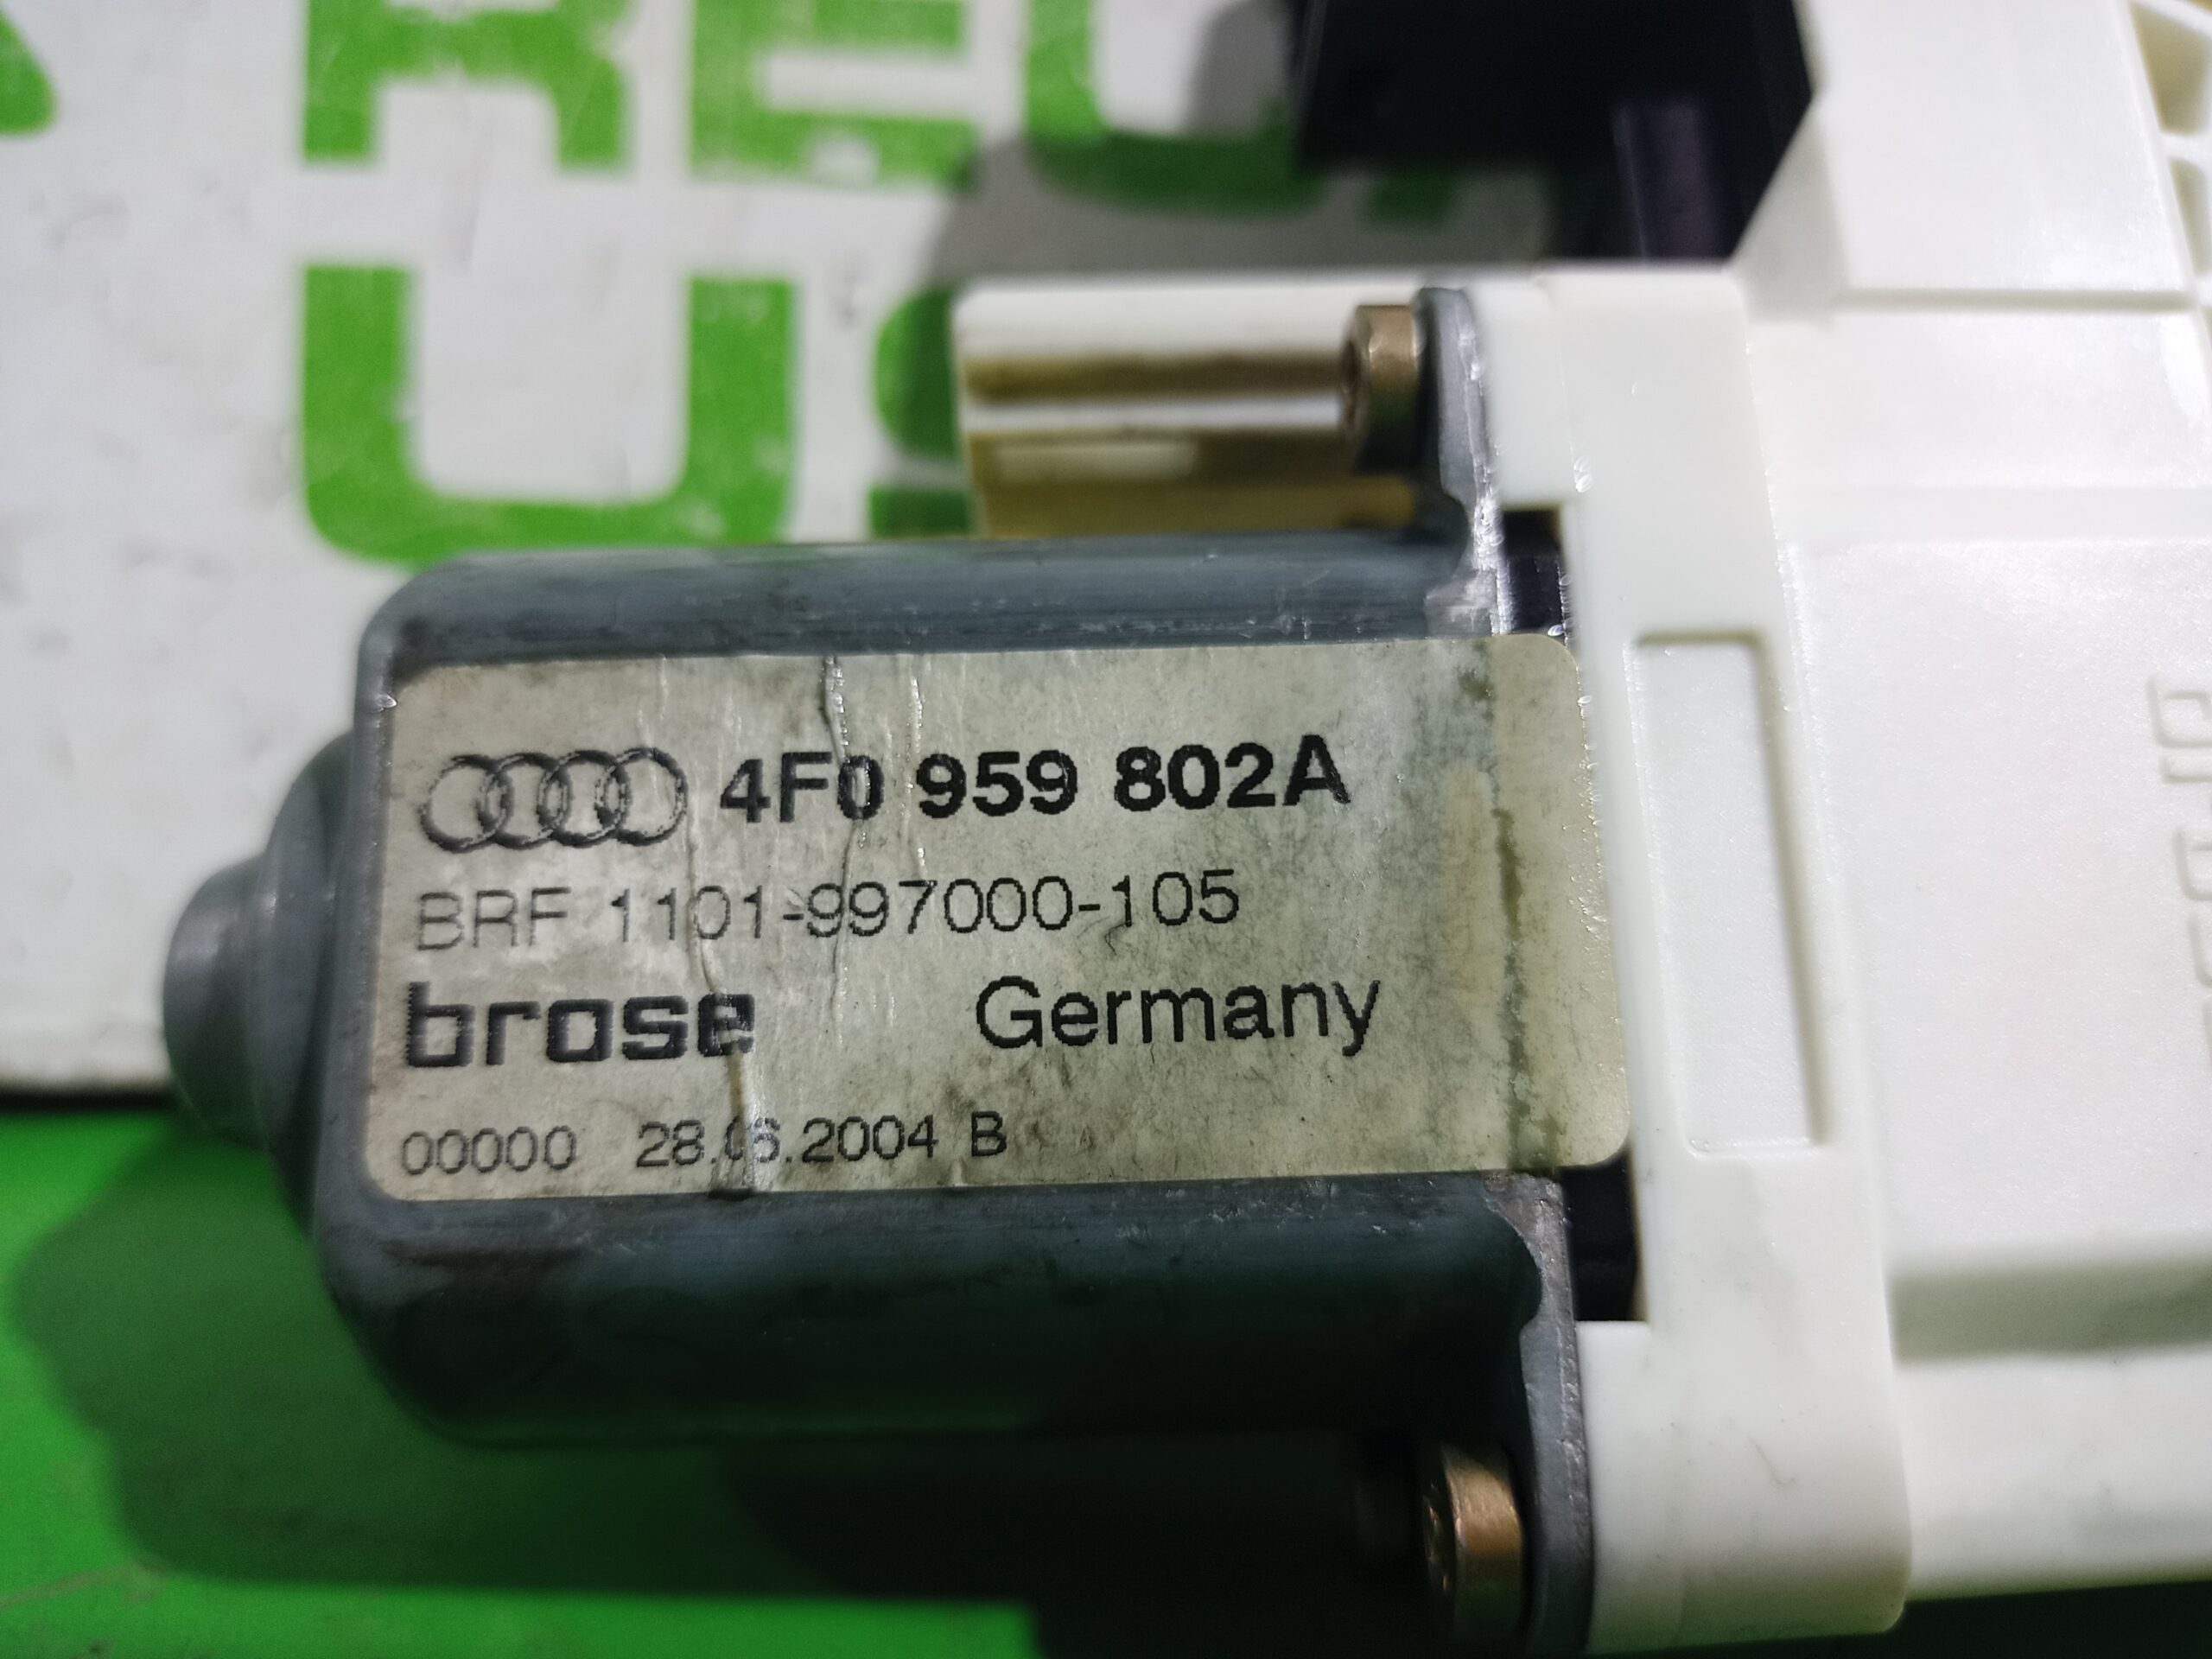 4F0 959 802A
BRF 1101-997000-105
brose Germany
00000 28.06.2004 B